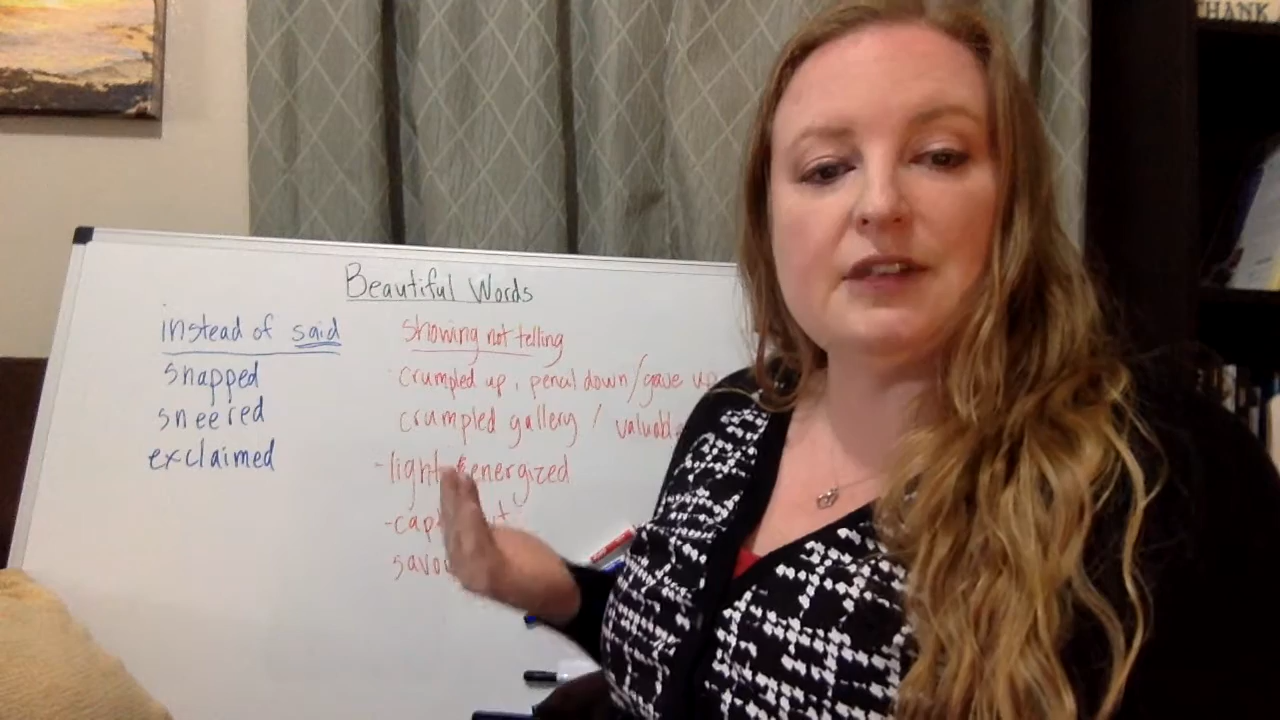 THANK
Beautiful Words
instead of said
snapped
sneered
exclaimed
showing not telling
crumpled up, pencil down/gave up
crumpled gallery /
-light energized